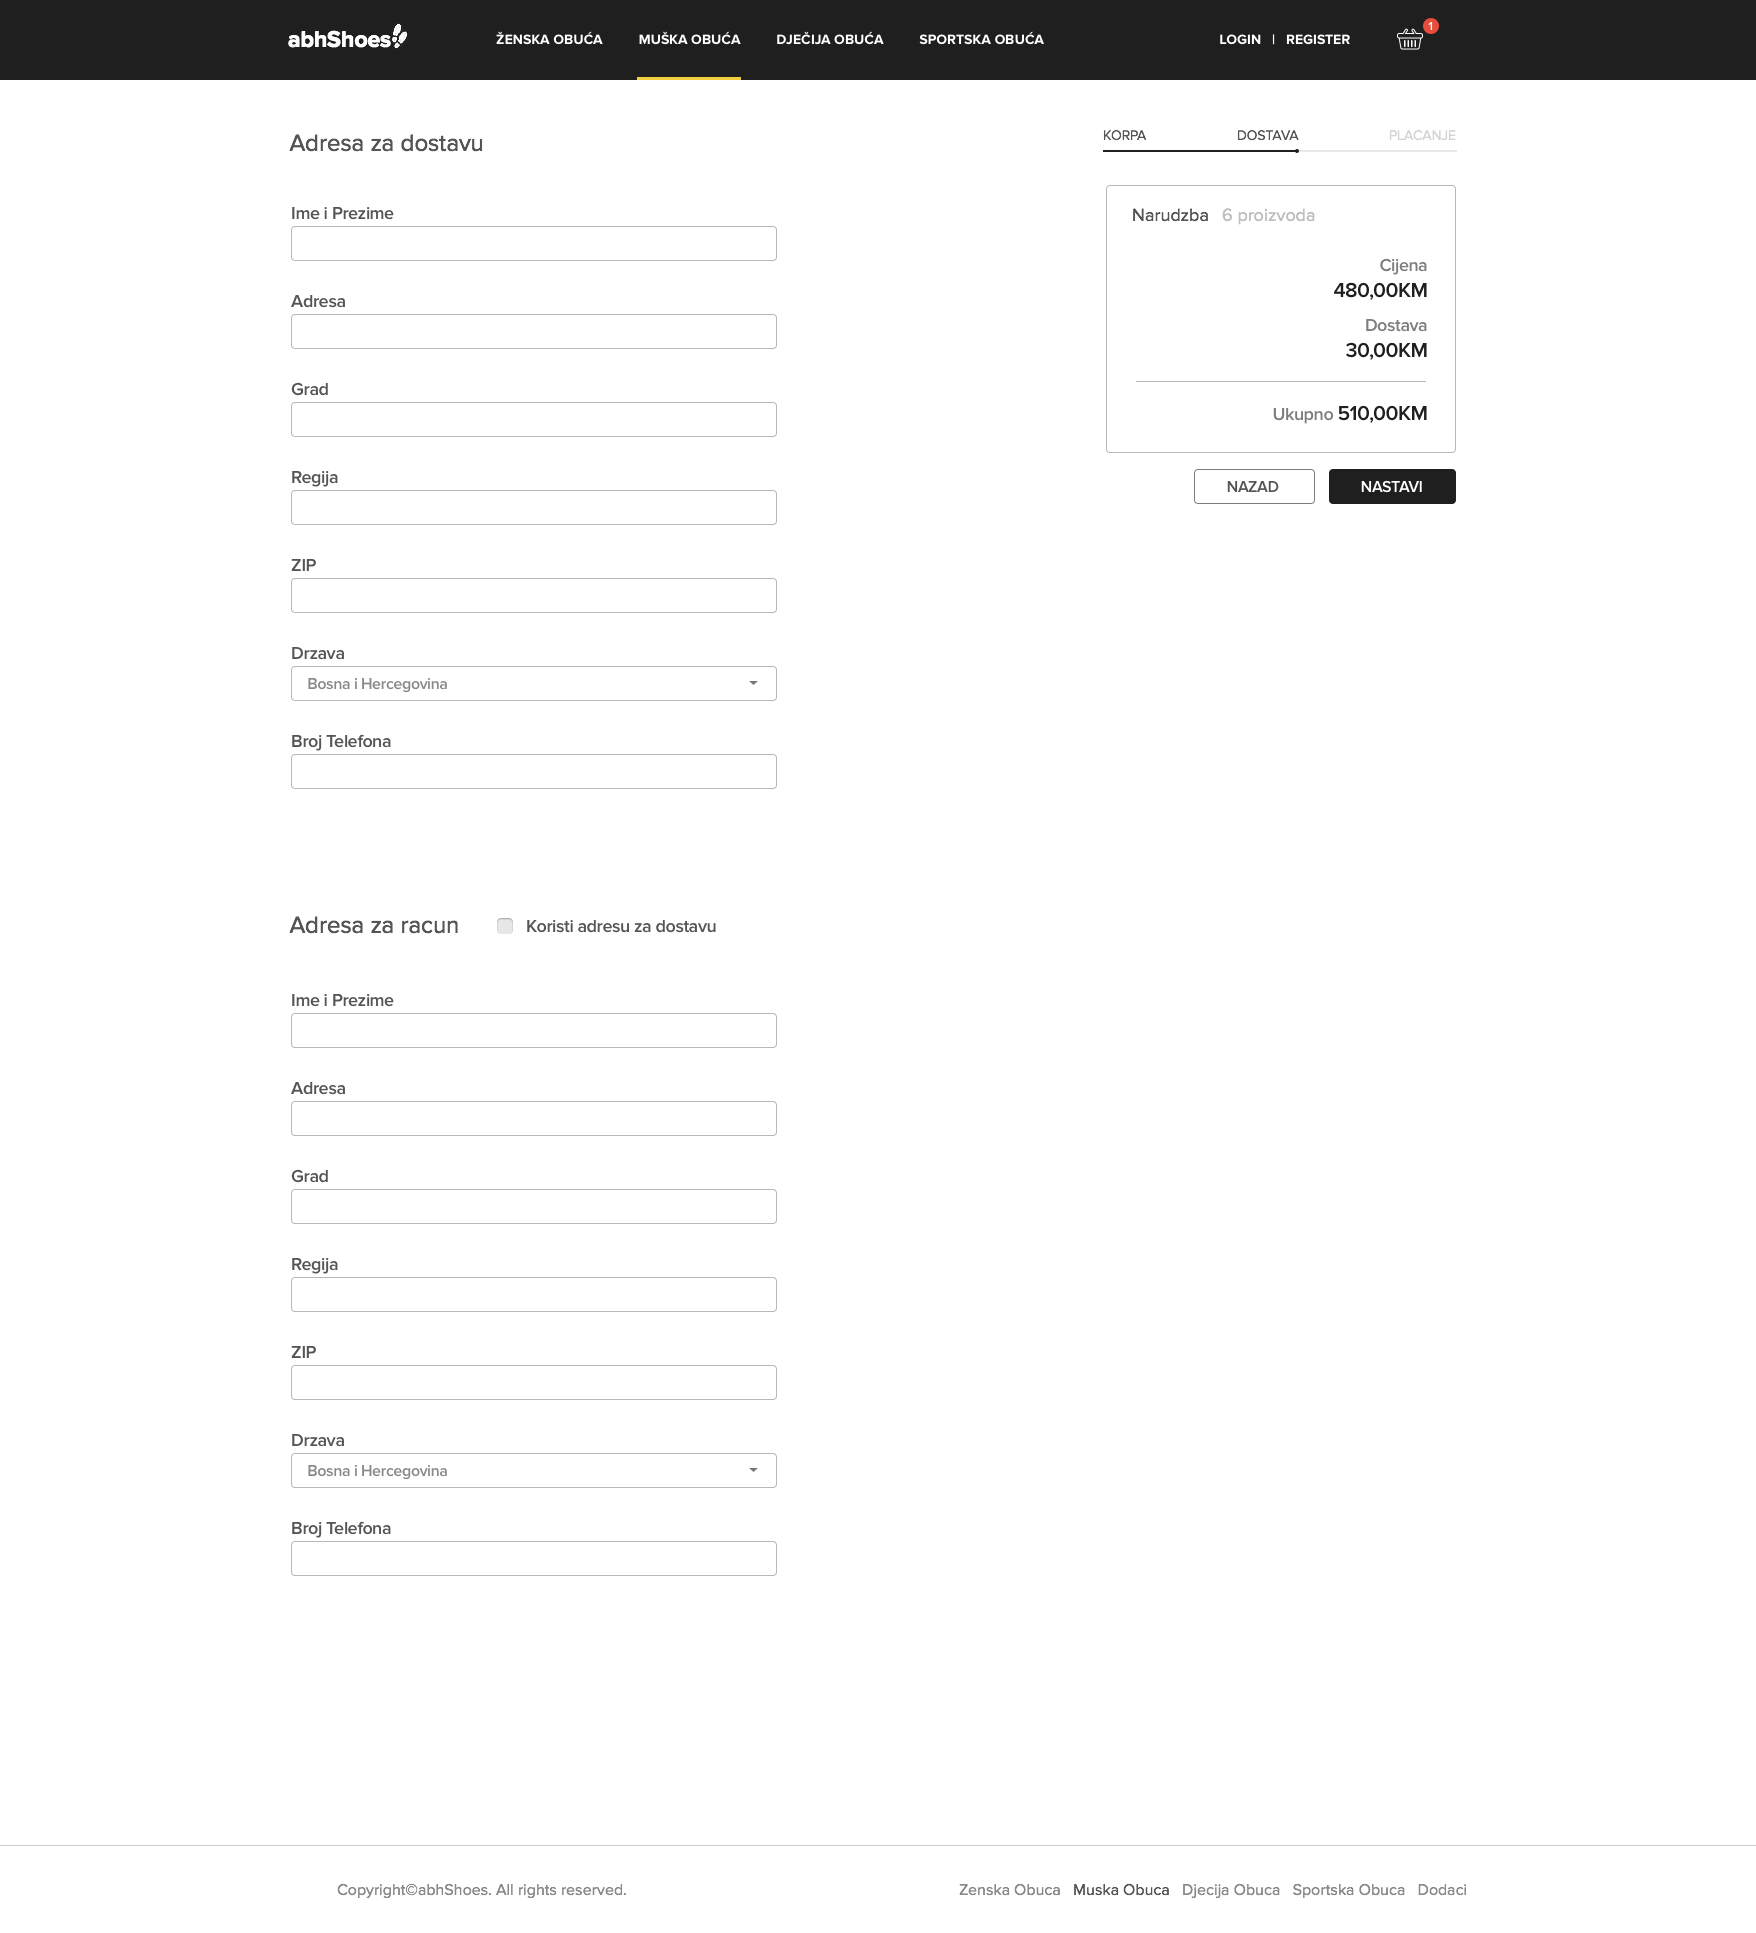 abhShoes
ŽENSKA OBUĆA MUŠKA OBUĆA DJEČIJA OBUĆA SPORTSKA OBUĆA LOGIN | REGISTER 1
Adresa za dostavu
Ime i Prezime
Adresa
Grad
Regija
ZIP
Drzava
Bosna i Hercegovina
Broj Telefona
KORPA DOSTAVA PLACANJE
Narudzba 6 proizvoda
Cijena
480,00KM
Dostava
30,00KM
Ukupno 510,00KM
NAZAD NASTAVI
Adresa za racun Koristi adresu za dostavu
Ime i Prezime
Adresa
Grad
Regija
ZIP
Drzava
Bosna i Hercegovina
Broj Telefona
Copyright©abhShoes. All rights reserved. Zenska Obuca Muska Obuca Djecija Obuca Sportska Obuca Dodaci